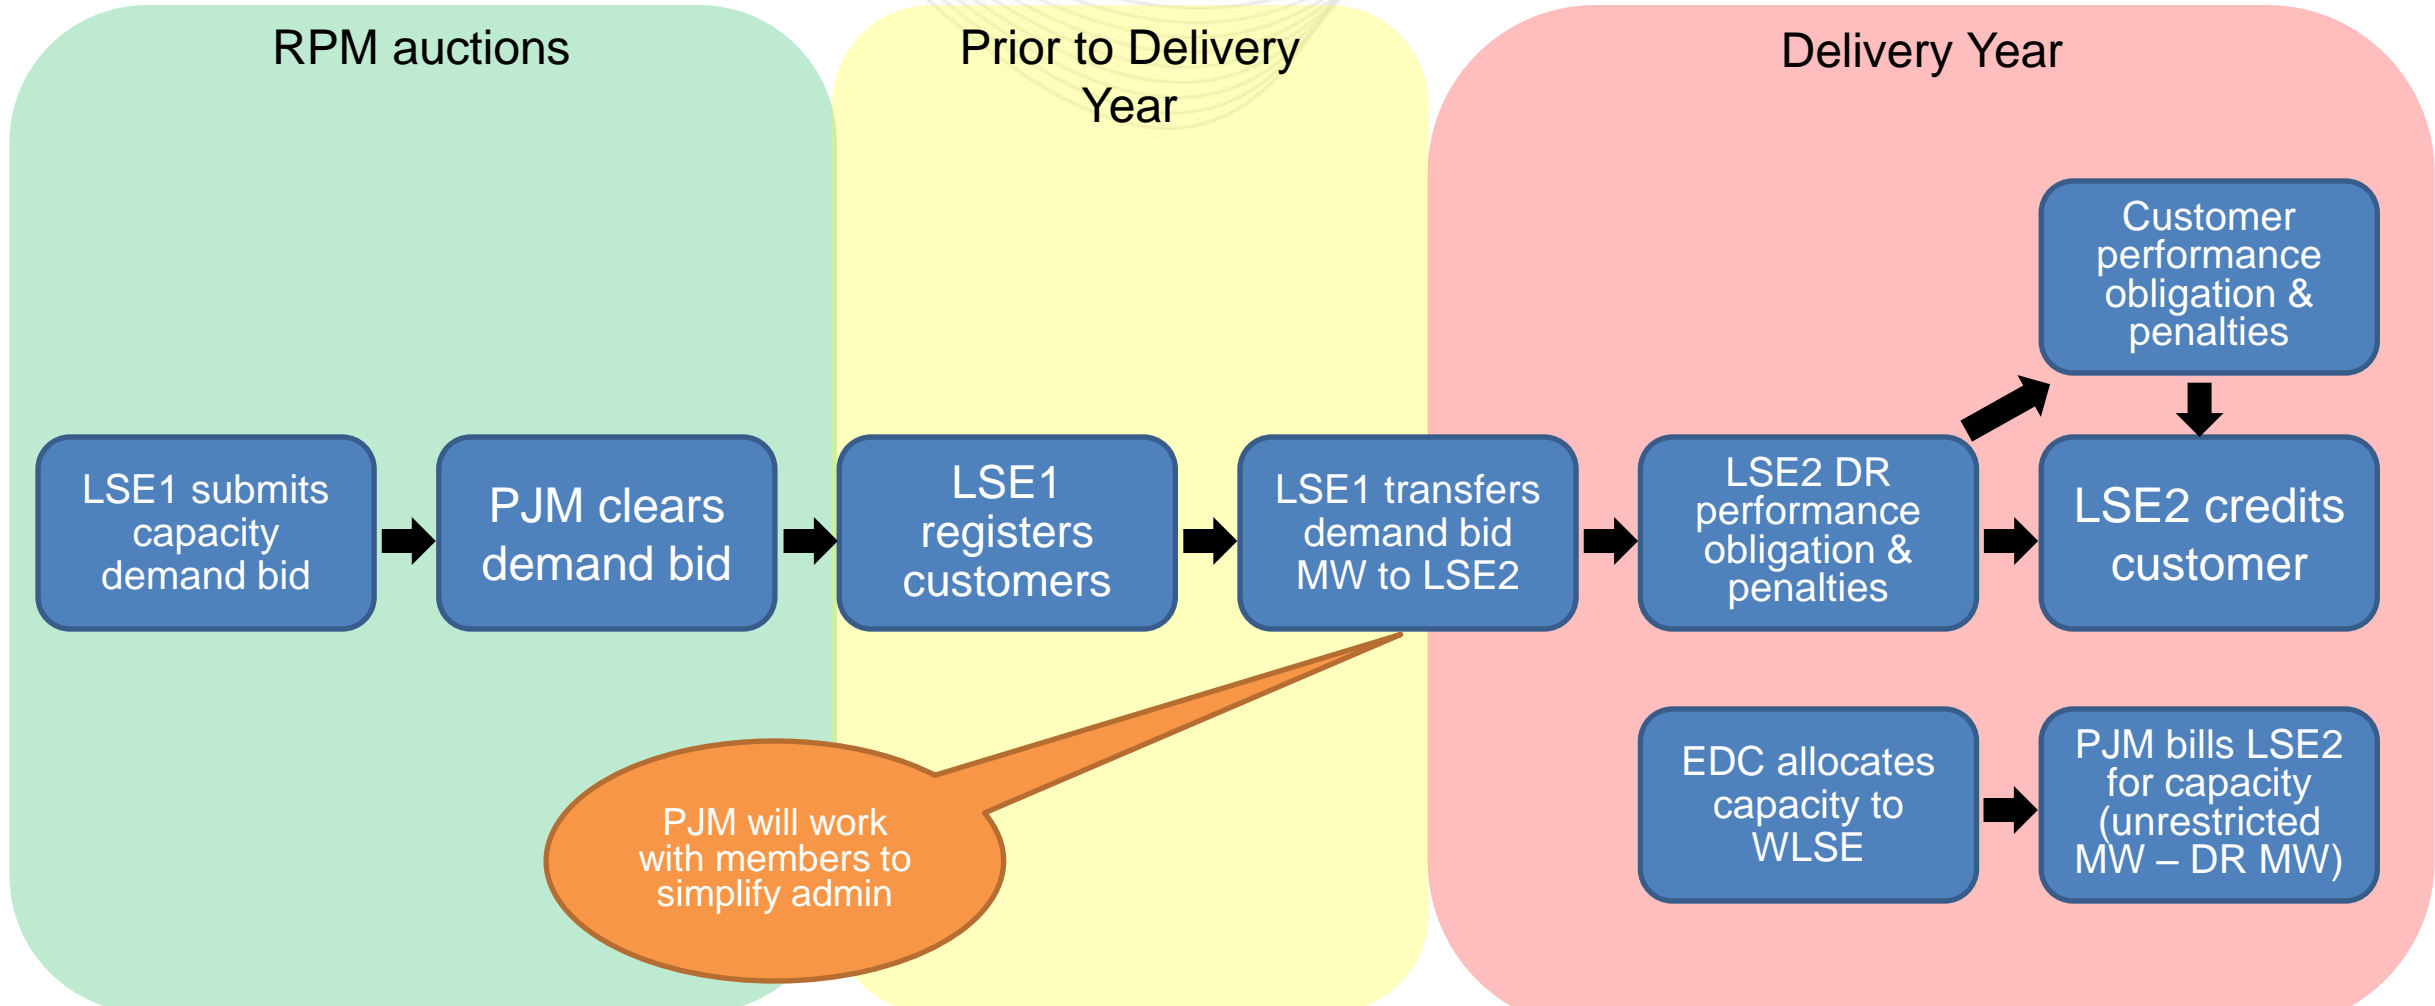 RPM auctions
Prior to Delivery
Year
Delivery Year
Customer
performance
obligation &
penalties
LSE1 submits
capacity
demand bid
PJM clears
demand bid
LSE1
registers
customers
LSE1 transfers
demand bid
MW to LSE2
LSE2 DR
performance
obligation &
penalties
LSE2 credits
customer
PJM will work
with members to
simplify admin
EDC allocates
capacity to
WLSE
PJM bills LSE2
for capacity
(unrestricted
MW – DR MW)